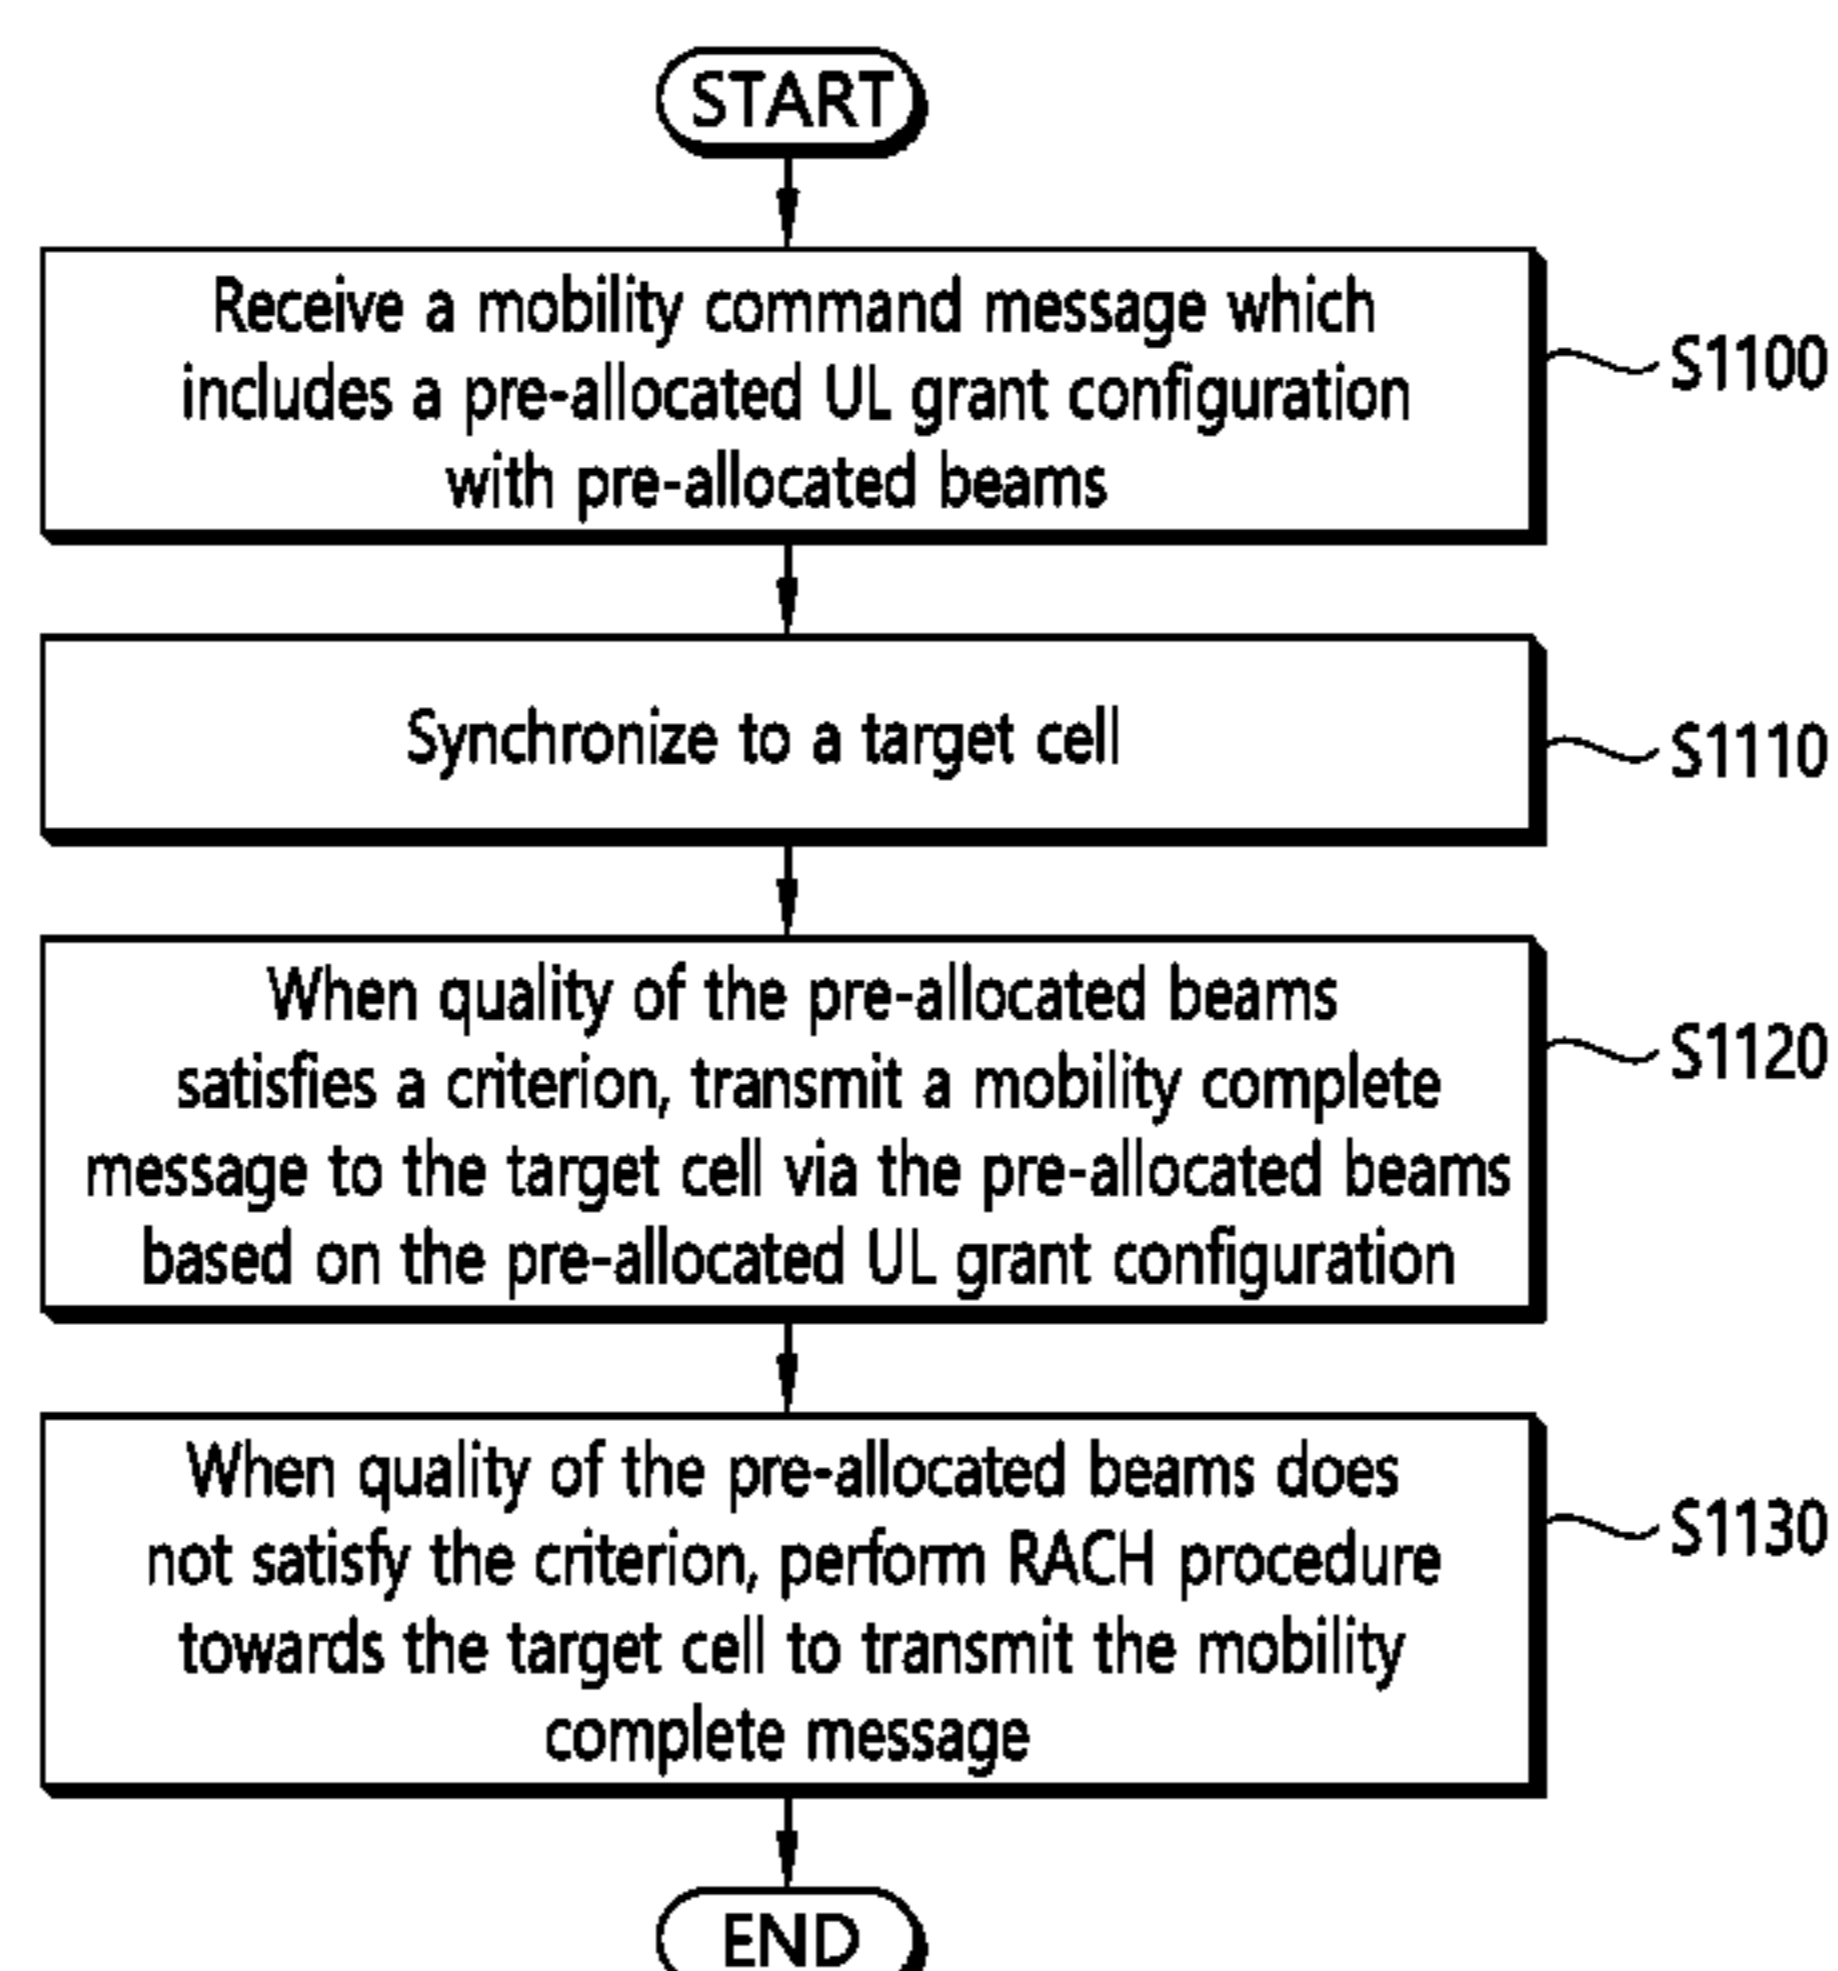 START
Receive a mobility command message which
includes a pre-allocated UL grant configuration
with pre-allocated beams
S1100
Synchronize to a target cell
S1110
When quality of the pre-allocated beams
satisfies a criterion, transmit a mobility complete
message to the target cell via the pre-allocated beams
based on the pre-allocated UL grant configuration
S1120
When quality of the pre-allocated beams does
not satisfy the criterion, perform RACH procedure
towards the target cell to transmit the mobility
complete message
S1130
END